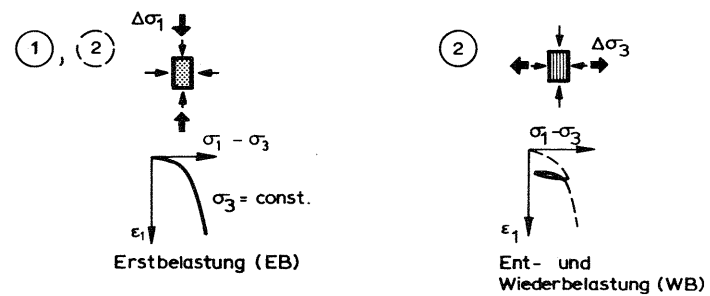 1 , 2
Δσ1
σ1 - σ3
σ3 = const.
ε1
Erstbelastung (EB)
2
Δσ3
σ1-σ3
ε1
Ent- und
Wiederbelastung (WB)